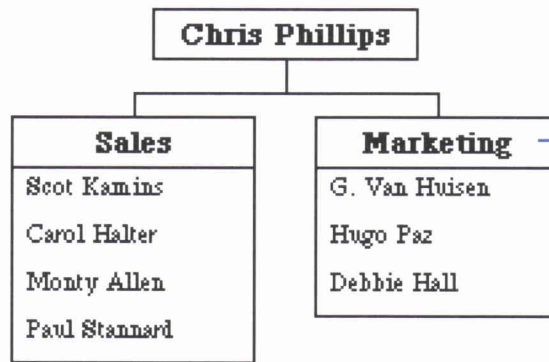 Chris Phillips
Sales
Scot Kamins
Carol Halter
Monty Allen
Paul Stannard
Marketing
G. Van Huisen
Hugo Paz
Debbie Hall